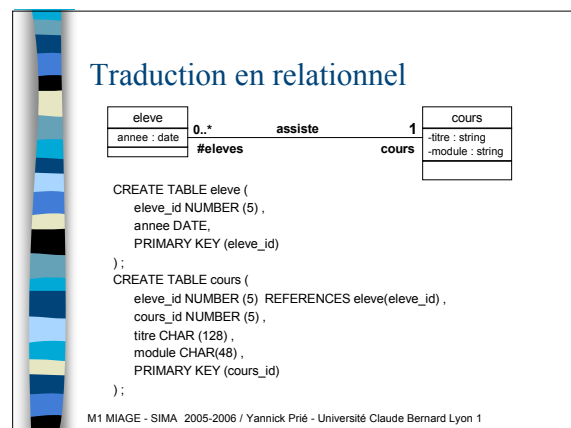 Traduction en relationnel
eleve
annee : date
0..*
assiste
1
#eleves
cours
cours
-titre : string
-module : string
CREATE TABLE eleve (
eleve_id NUMBER (5) ,
annee DATE,
PRIMARY KEY (eleve_id)
) ;
CREATE TABLE cours (
eleve_id NUMBER (5)  REFERENCES eleve(eleve_id) ,
cours_id NUMBER (5) ,
titre CHAR (128) ,
module CHAR(48) ,
PRIMARY KEY (cours_id)
) ;
M1 MIAGE - SIMA  2005-2006 / Yannick Prié - Université Claude Bernard Lyon 1